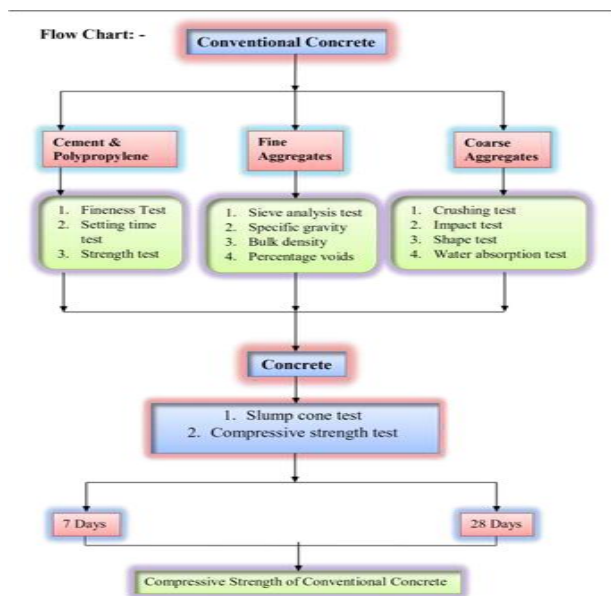 Flow Chart: -
Conventional Concrete
Cement &
Polypropylene
Fine
Aggregates
Coarse
Aggregates
1. Fineness Test
2. Setting time
test
3. Strength test
1. Sieve analysis test
2. Specific gravity
3. Bulk density
4. Percentage voids
1. Crushing test
2. Impact test
3. Shape test
4. Water absorption test
Concrete
1. Slump cone test
2. Compressive strength test
7 Days
28 Days
Compressive Strength of Conventional Concrete